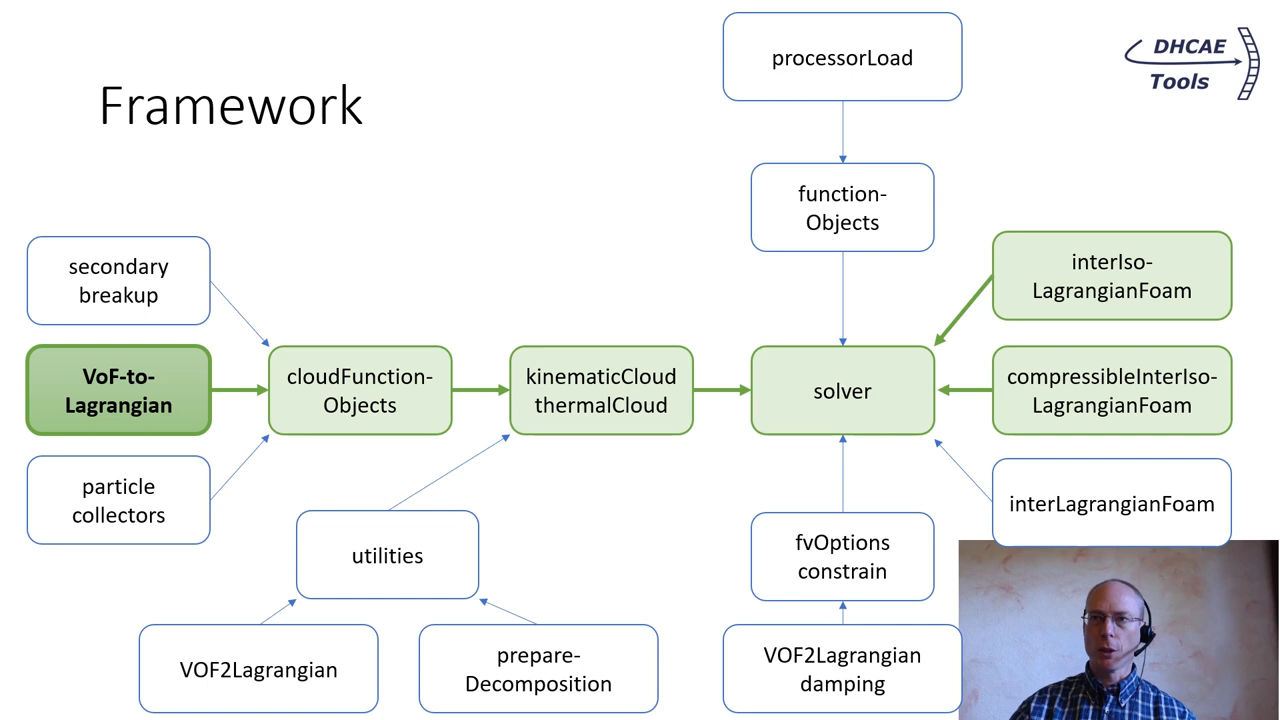 processorLoad
DHCAE
Tools
Framework
function-
Objects
secondary
breakup
interIso-
LagrangianFoam
VoF-to-
Lagrangian
cloudFunction-
Objects
kinematicCloud
thermalCloud
solver
compressibleInterIso-
LagrangianFoam
particle
collectors
interLagrangianFoam
utilities
fvOptions
constrain
VOF2Lagrangian
prepare-
Decomposition
VOF2Lagrangian
damping